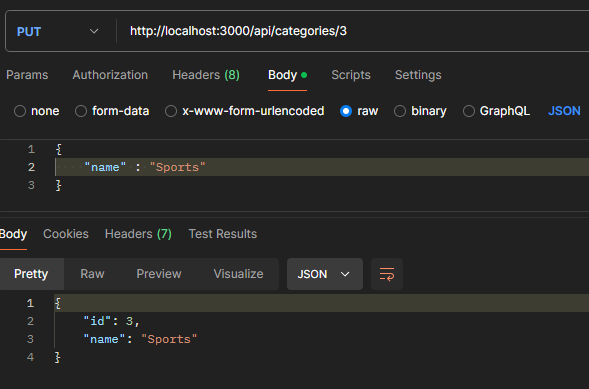 PUT http://localhost:3000/api/categories/3
Params Authorization Headers (8) Body Scripts Settings
none form-data x-www-form-urlencoded raw binary GraphQL JSON
1 {
2 "name" : "Sports"
3 }
Body Cookies Headers (7) Test Results
Pretty Raw Preview Visualize JSON
1 {
2 "id": 3,
3 "name": "Sports"
4 }